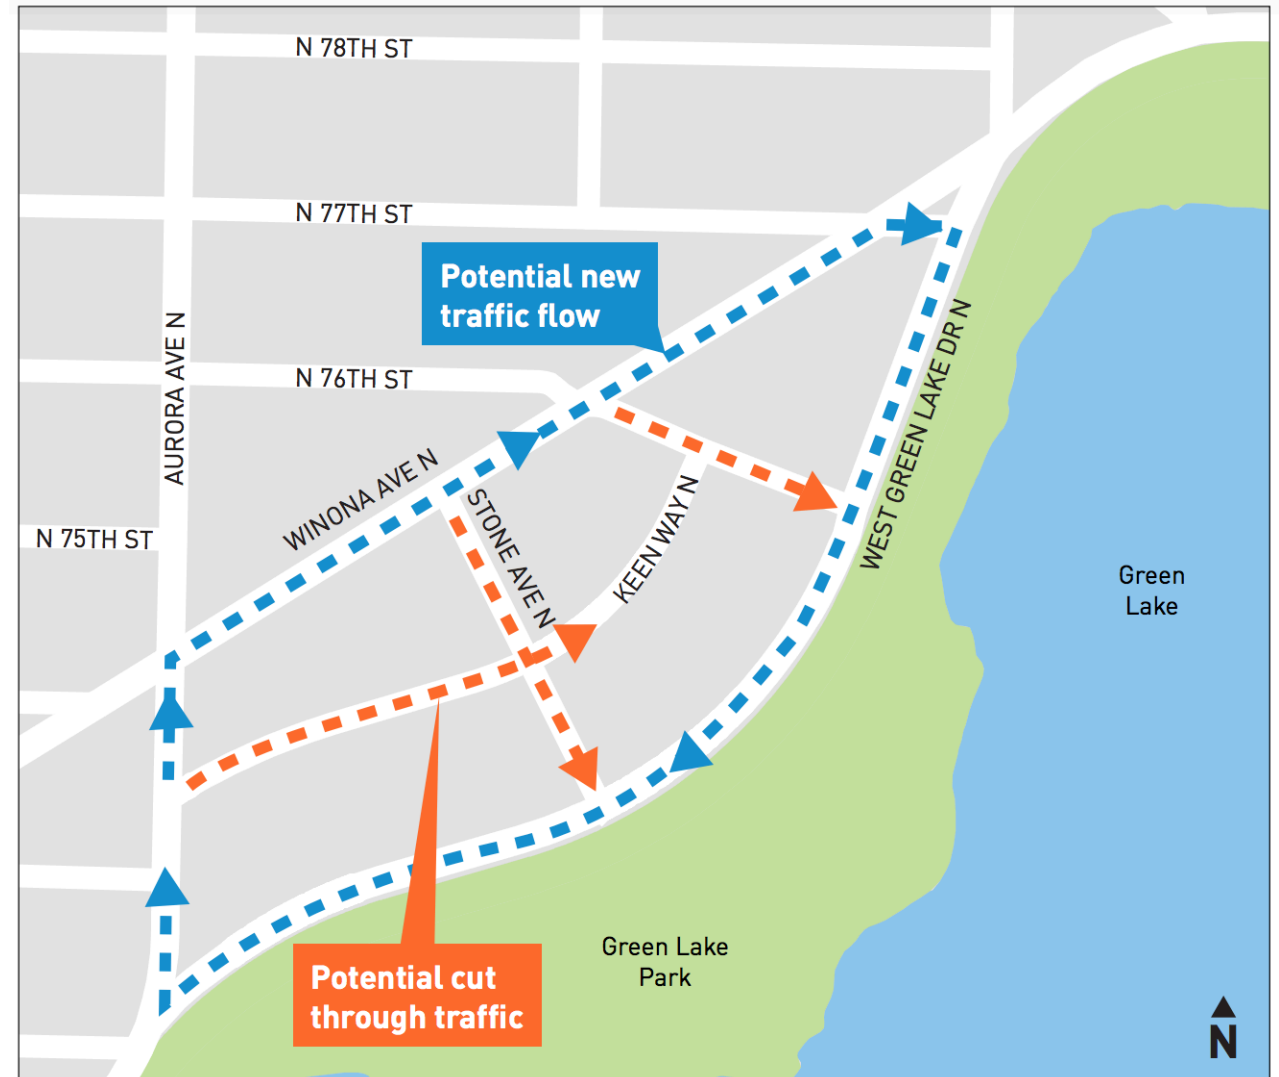 N 78TH ST
N 77TH ST
Potential new
traffic flow
AURORA AVE N
N 76TH ST
WEST GREEN LAKE DR N
WINONA AVE N
STONE AVE N
KEEN WAY N
N 75TH ST
Green
Lake
Green Lake
Park
Potential cut
through traffic
N